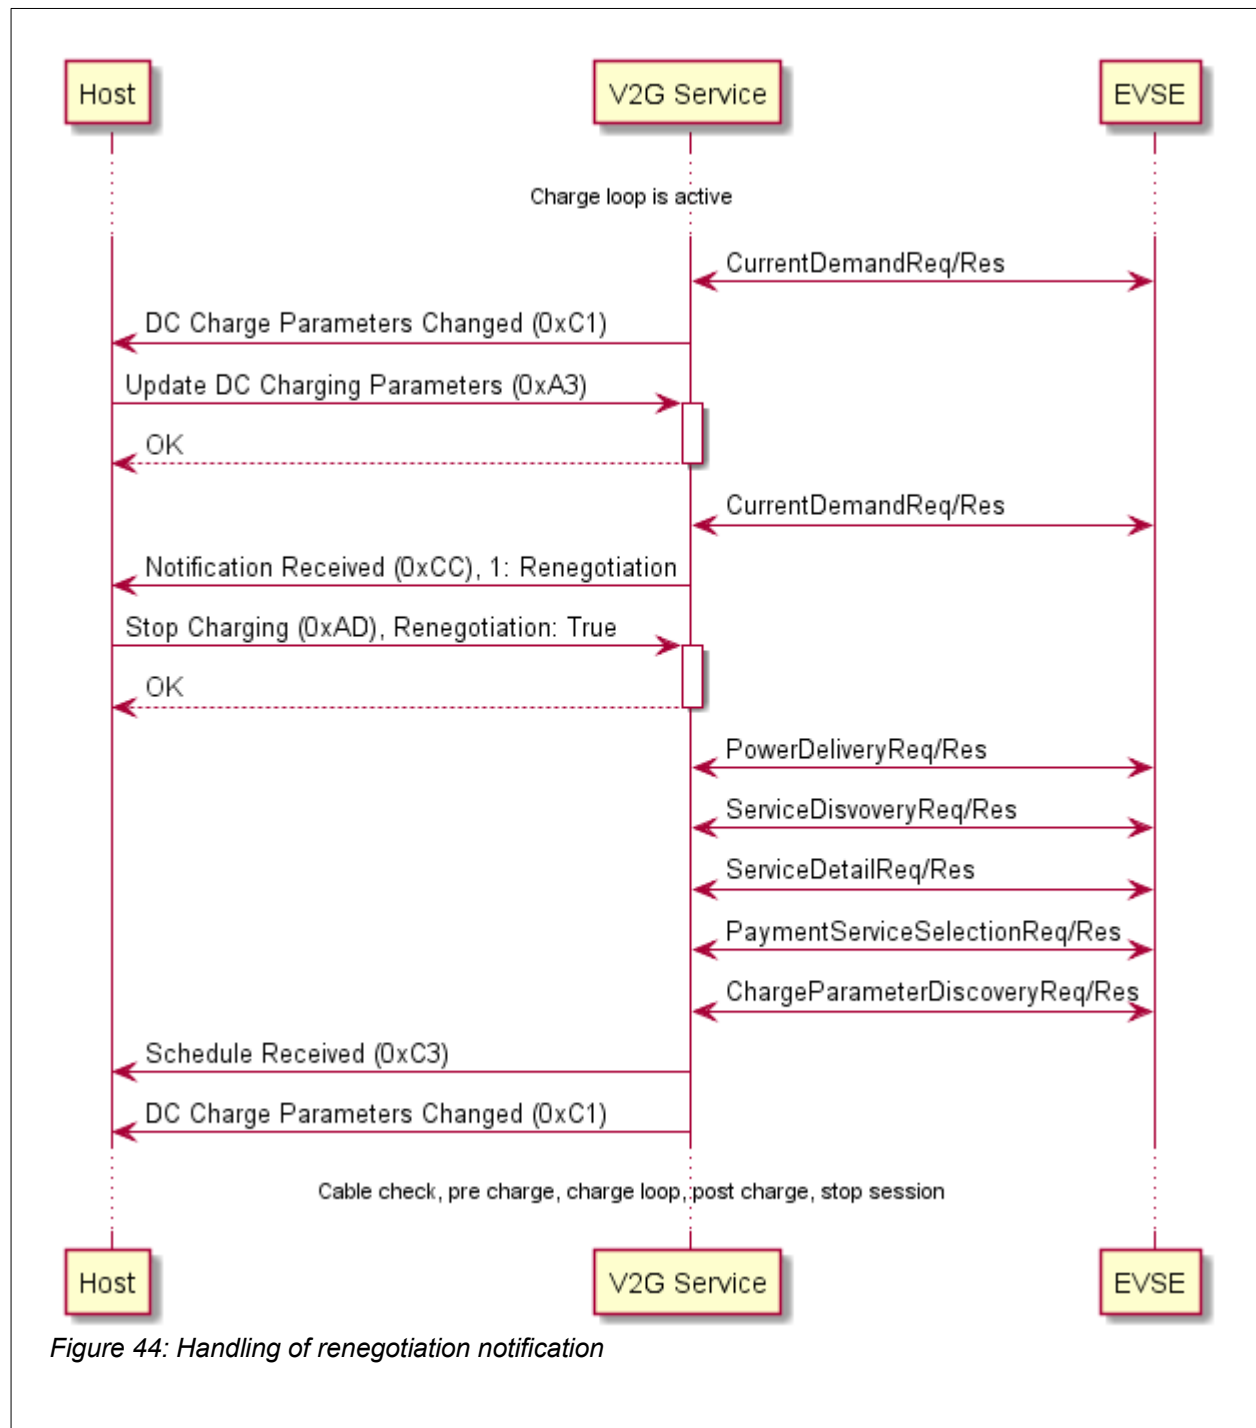 Host
V2G Service
EVSE
Charge loop is active
CurrentDemandReq/Res
DC Charge Parameters Changed (0xC1)
Update DC Charging Parameters (0xA3)
OK
CurrentDemandReq/Res
Notification Received (0xCC), 1: Renegotiation
Stop Charging (0xAD), Renegotiation: True
OK
PowerDeliveryReq/Res
ServiceDisvoveryReq/Res
ServiceDetailReq/Res
PaymentServiceSelectionReq/Res
ChargeParameterDiscoveryReq/Res
Schedule Received (0xC3)
DC Charge Parameters Changed (0xC1)
Cable check, pre charge, charge loop, post charge, stop session
Host
V2G Service
EVSE
Figure 44: Handling of renegotiation notification